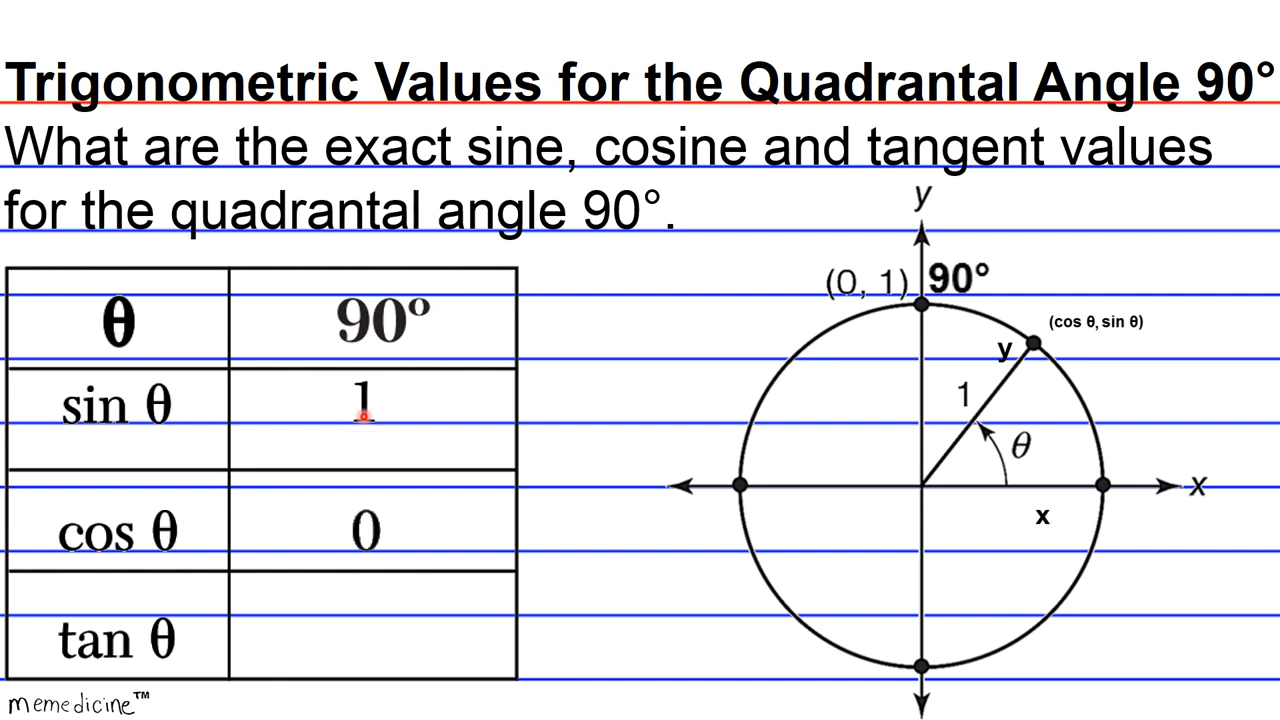 Trigonometric Values for the Quadrantal Angle 90°
What are the exact sine, cosine and tangent values
for the quadrantal angle 90°.
θ 90º
sin θ 1
cos θ 0
tan θ
y
(0, 1) 90°
(cos θ, sin θ)
y
1
θ
x
x
memedicine™